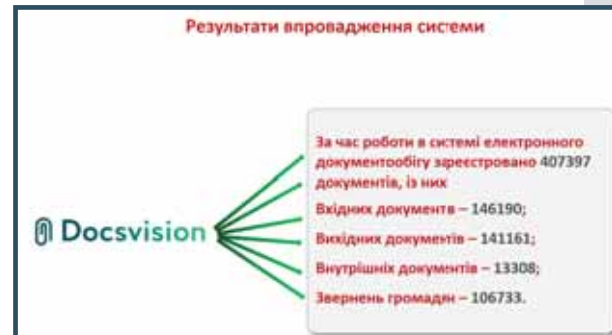 Результати впровадження системи
За час роботи в системі електронного
документообігу зареєстровано 407397
документів, із них
Вхідних документв – 146190;
Docsvision
Вихідних документів – 141161;
Внутрішніх документів – 13308;
Звернень громадян – 106733.